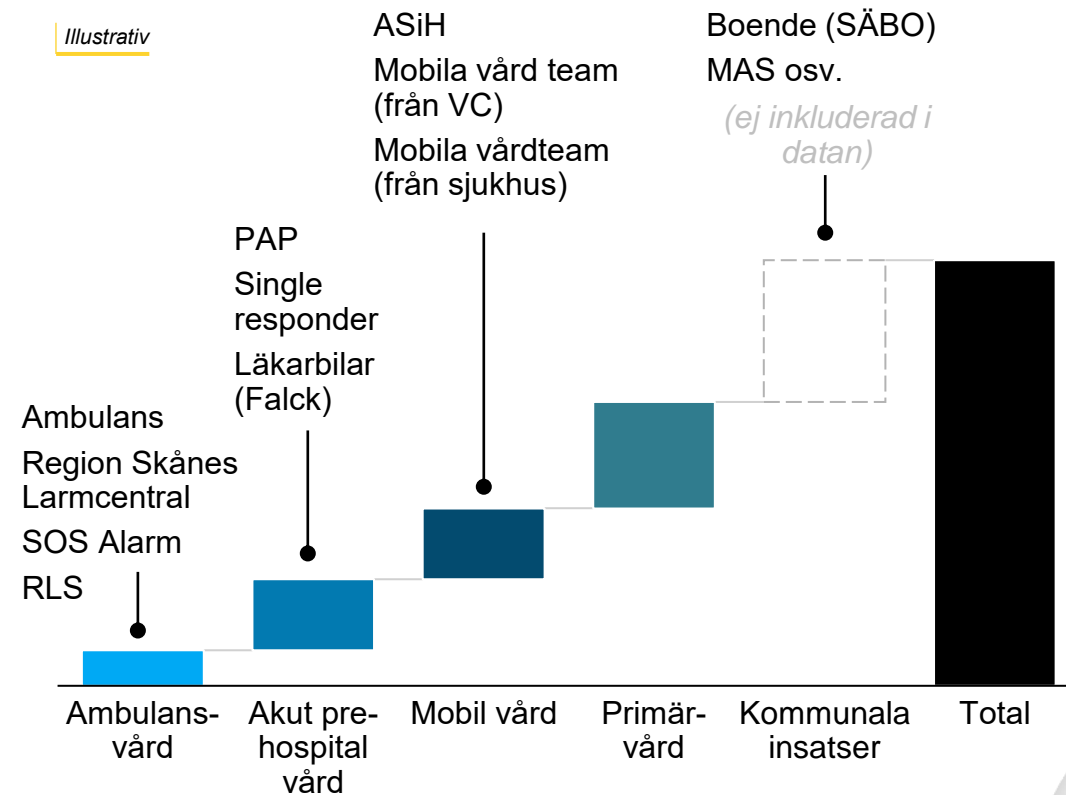 Illustrativ
ASiH
Mobila vård team
(från VC)
Mobila vårdteam
(från sjukhus)
Boende (SÄBO)
MAS osv.
(ej inkluderad i
datan)
PAP
Single
responder
Läkarbilar
(Falck)
Ambulans
Region Skånes
Larmcentral
SOS Alarm
RLS
Ambulans-
vård
Akut pre-
hospital
vård
Mobil vård
Primär-
vård
Kommunala
insatser
Total